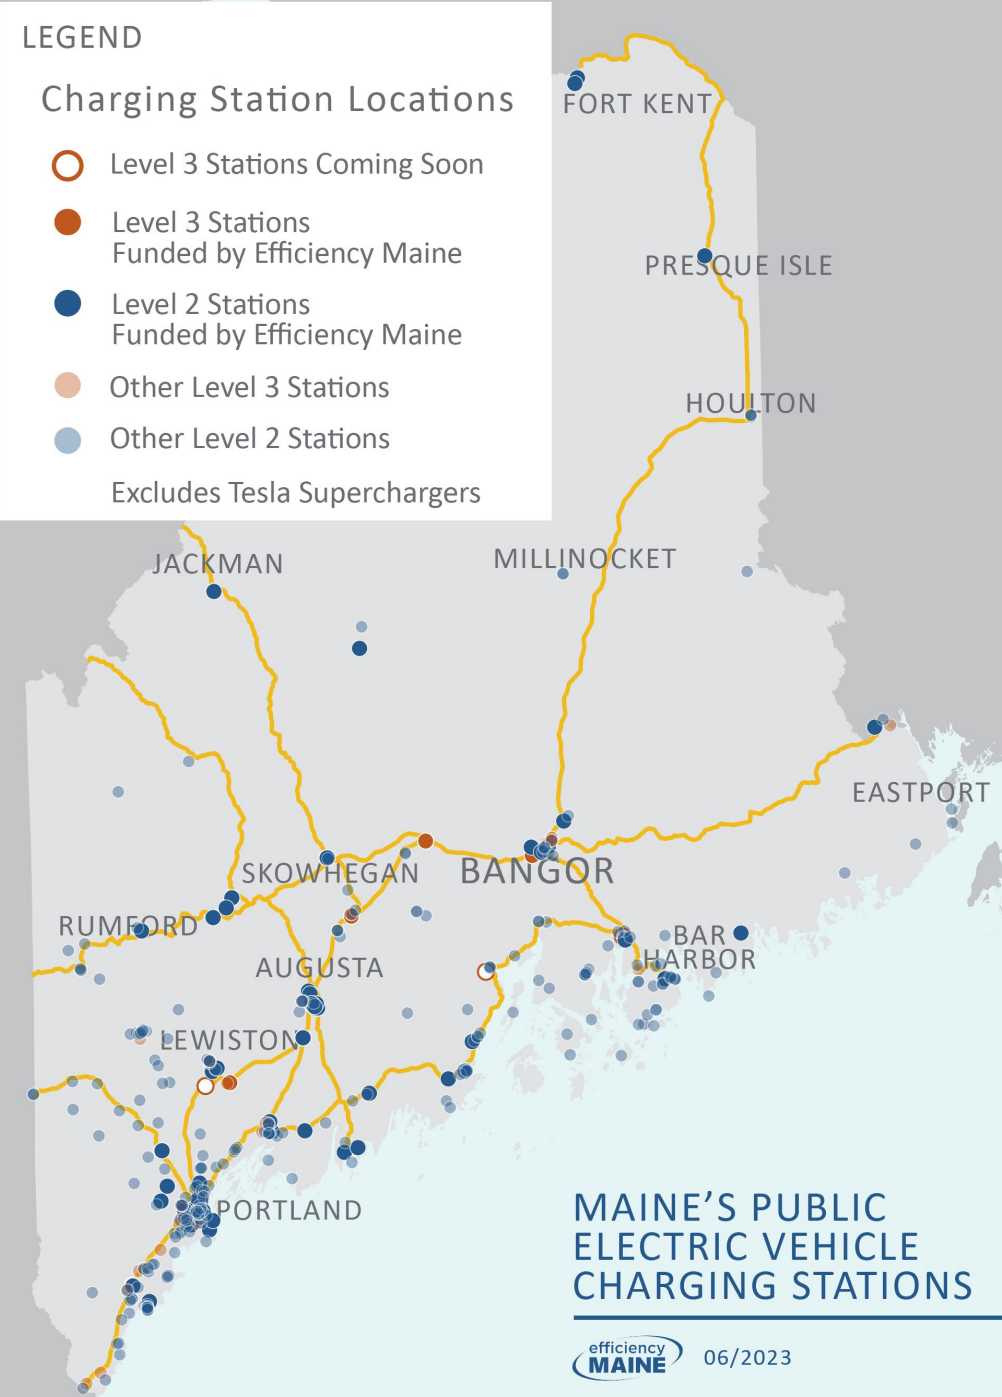 LEGEND
Charging Station Locations
Level 3 Stations Coming Soon
Level 3 Stations
Funded by Efficiency Maine
Level 2 Stations
Funded by Efficiency Maine
Other Level 3 Stations
Other Level 2 Stations
Excludes Tesla Superchargers
FORT KENT
PRESQUE ISLE
HOULTON
JACKMAN
MILLINOCKET
EASTPORT
SKOWHEGAN
BANGOR
RUMFORD
BAR
HARBOR
AUGUSTA
LEWISTON
PORTLAND
MAINE'S PUBLIC
ELECTRIC VEHICLE
CHARGING STATIONS
efficiency
MAINE
06/2023